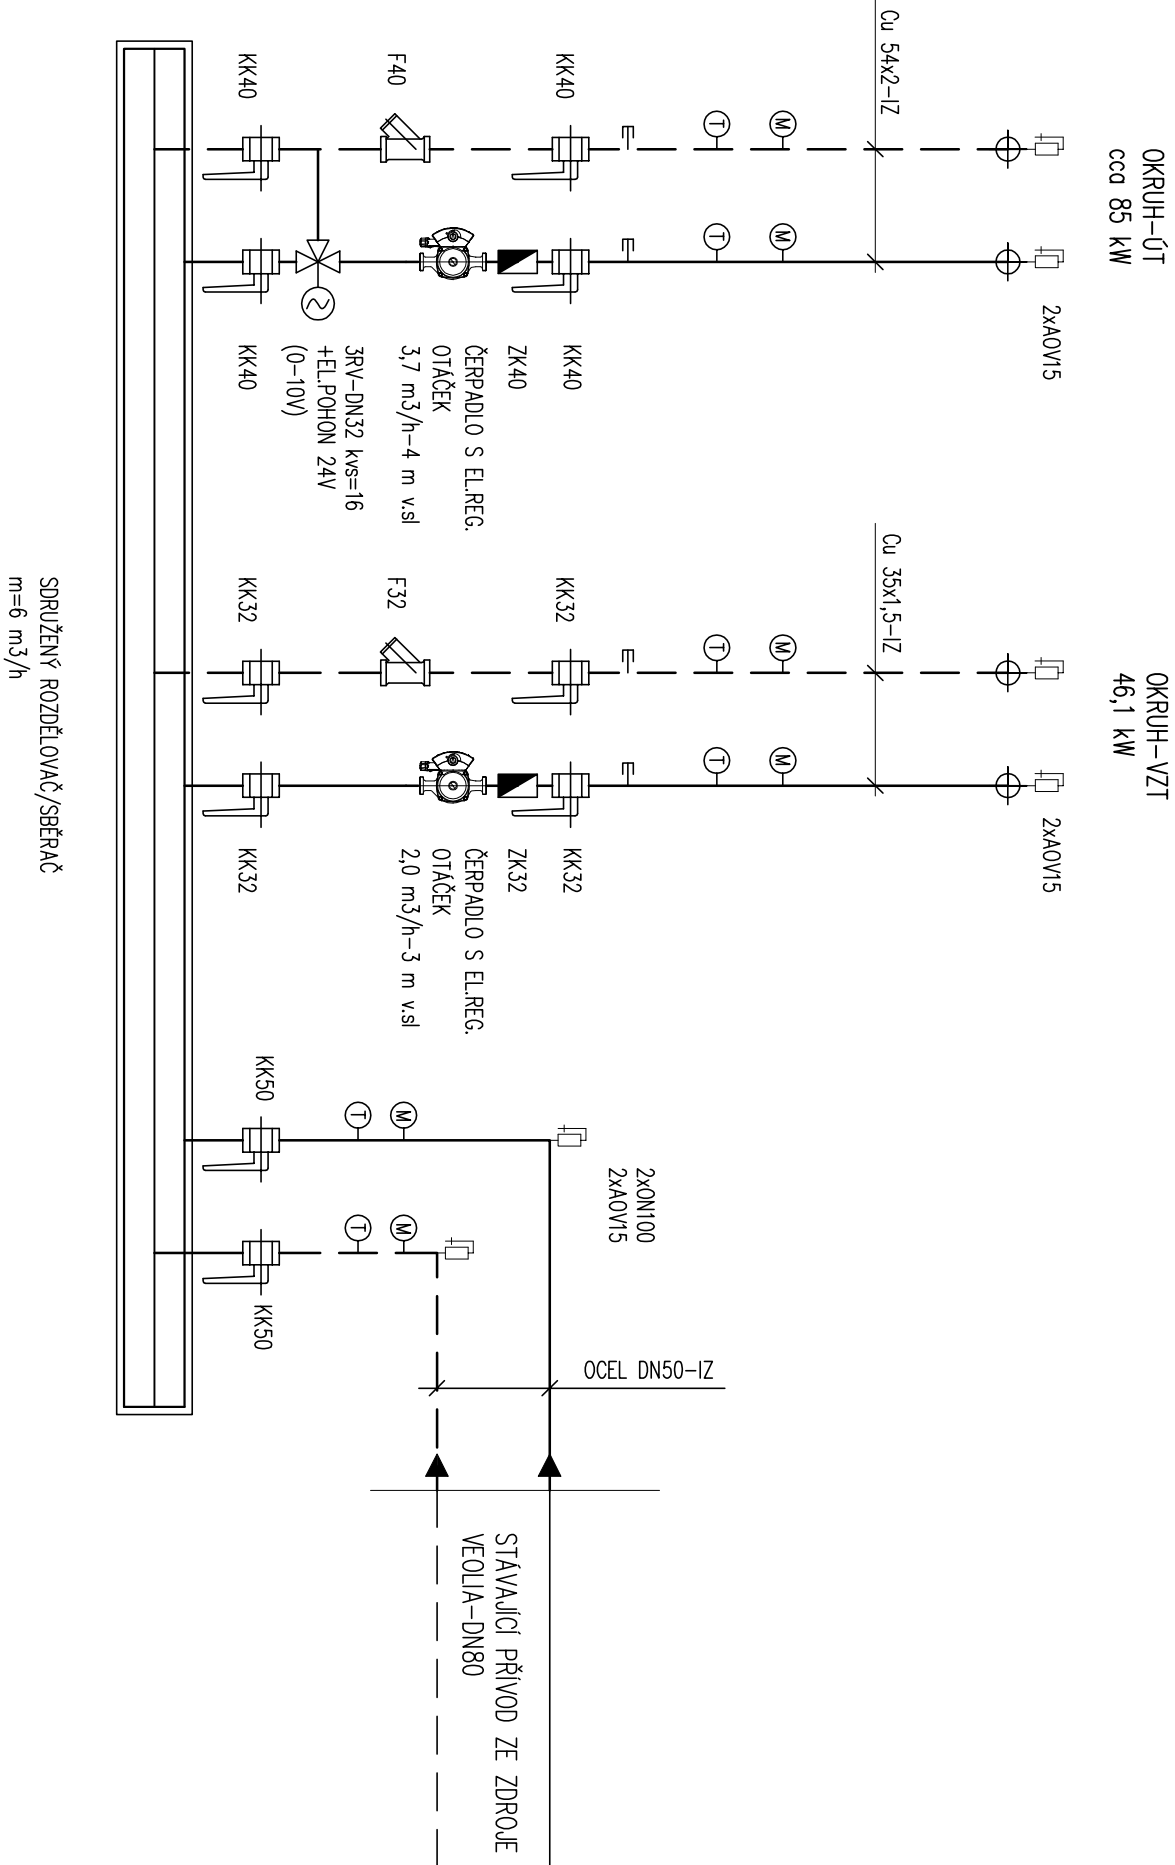 OKRUH-ÚT
cca 85 kW
OKRUH-VZT
46,1 kW
2xAOV15
2xAOV15
Cu 54x2-IZ
Cu 35x1,5-IZ
M
M
M
M
T
T
T
T
KK40
KK40
KK32
KK32
ZK40
ZK32
ČERPADLO S EL.REG.
OTÁČEK
3,7 m3/h-4 m v.sl
ČERPADLO S EL.REG.
OTÁČEK
2,0 m3/h-3 m v.sl
F40
F32
3RV-DN32 kvs=16
+EL.POHON 24V
(0-10V)
KK40
KK40
KK32
KK32
2xON100
2xAOV15
OCEL DN50-IZ
STÁVAJÍCÍ PŘÍVOD ZE ZDROJE
VEOLIA-DN80
M
M
T
T
KK50
KK50
SDRUŽENÝ ROZDĚLOVAČ/SBĚRAČ
m=6 m3/h